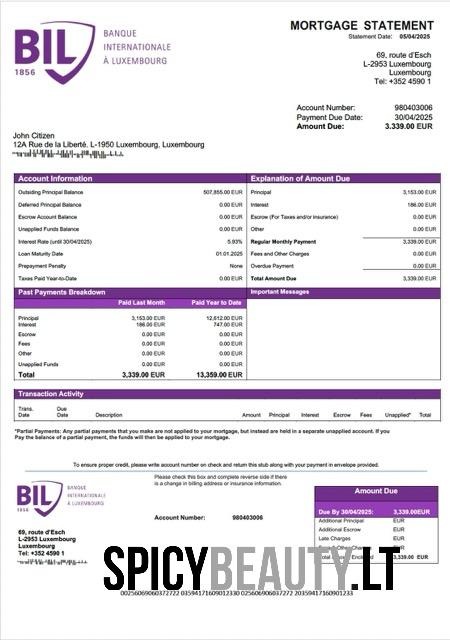 BIL
1856
BANQUE
INTERNATIONALE
À LUXEMBOURG
MORTGAGE STATEMENT
Statement Date: 05/04/2025
69, route d'Esch
L-2953 Luxembourg
Luxembourg
Tel: +352 4590 1
Account Number: 980403006
Payment Due Date: 30/04/2025
Amount Due: 3.339.00 EUR
John Citizen
12A Rue de la Liberté, L-1950 Luxembourg, Luxembourg
Account Information
Outsiding Principal Balance 507,855.00 EUR
Deferred Principal Balance 0.00 EUR
Escrow Account Balance 0.00 EUR
Unapplied Funds Balance 0.00 EUR
Interest Rate (until 30/04/2025) 5.93%
Loan Maturity Date 01.01.2025
Prepayment Penalty None
Taxes Paid Year-to-Date 0.00 EUR
Explanation of Amount Due
Principal 3,153.00 EUR
Interest 186.00 EUR
Escrow (For Taxes and/or Insurance) 0.00 EUR
Other 0.00 EUR
Regular Monthly Payment 3,339.00 EUR
Fees and Other Charges 0.00 EUR
Overdue Payment 0.00 EUR
Total Amount Due 3,339.00 EUR
Past Payments Breakdown
Paid Last Month Paid Year to Date
Principal 3,153.00 EUR 12,612.00 EUR
Interest 186.00 EUR 747.00 EUR
Escrow 0.00 EUR 0.00 EUR
Fees 0.00 EUR 0.00 EUR
Other 0.00 EUR 0.00 EUR
Unapplied Funds 0.00 EUR 0.00 EUR
Total 3,339.00 EUR 13,359.00 EUR
Important Messages
Transaction Activity
Trans. Date Due Date Description Amount Principal Interest Escrow Fees Unapplied* Total
*Partial Payments: Any partial payments that you make are not applied to your mortgage, but instead are held in a separate unapplied account. If you
Pay the balance of a partial payment, the funds will then be applied to your mortgage.
To ensure proper credit, please write account number on check and return this stub along with your payment in envelope provided.
BIL
1856
BANQUE
INTERNATIONALE
À LUXEMBOURG
Please check this box and complete reverse side if there
is a change in billing address or insurance information.
Account Number: 980403006
69, route d'Esch
L-2953 Luxembourg
Luxembourg
Tel: +352 4590 1
Amount Due
Due By 30/04/2025: 3,339.00EUR
Additional Principal EUR
Additional Escrow EUR
Late Charges EUR
EUR
EUR
SPICYBEAUTY.LT